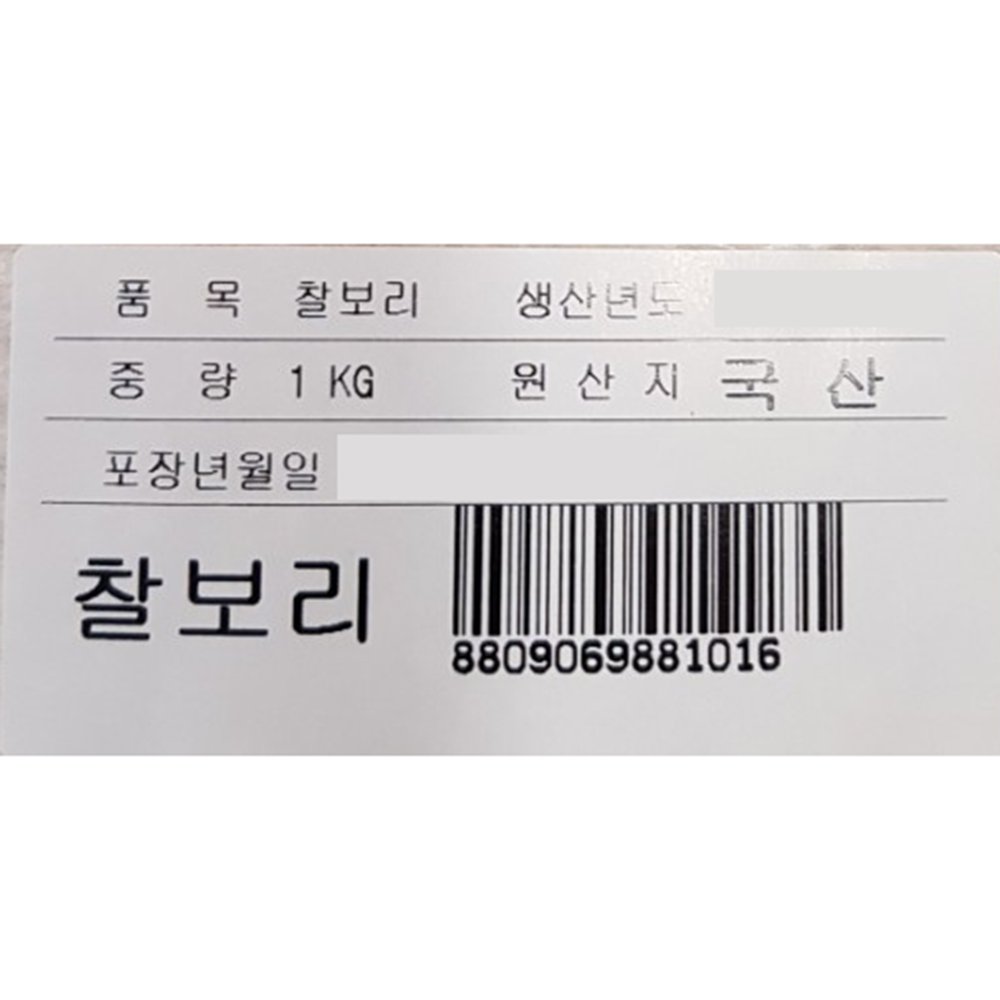 품 목 찰보리 생산년도
중 량 1 KG 원 산 지 국 산
포장년월일
찰보리
8809069881016